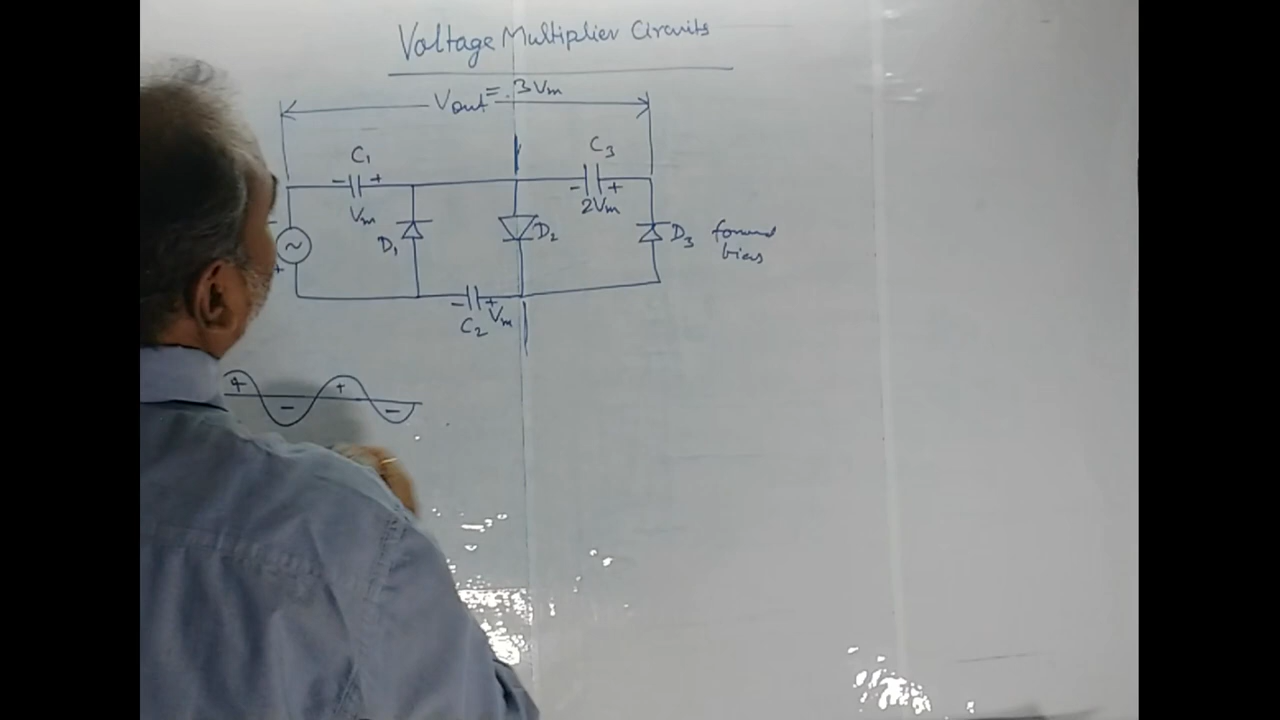 Voltage Multiplier Circuits
Vout = 3Vm
C1
C3
- +
- +
Vm
2Vm
D1
D2
D3 forward bias
-
~
+
- +
C2 Vm
+ - + -